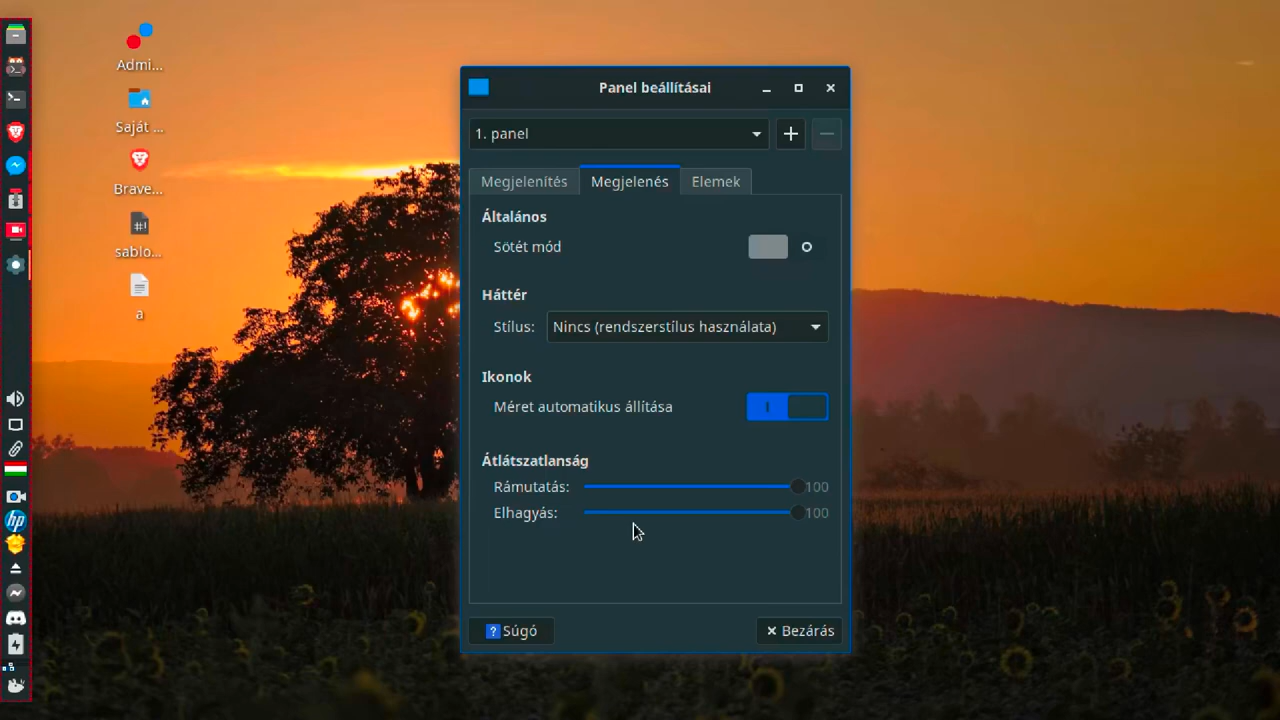 Admi...
Saját ...
Brave...
#!
sablo...
a
hp
Panel beállításai
1. panel
Megjelenítés
Megjelenés
Elemek
Általános
Sötét mód
Háttér
Stílus:
Nincs (rendszerstílus használata)
Ikonok
Méret automatikus állítása
Átlátszatlanság
Rámutatás:
100
Elhagyás:
100
? Súgó
Bezárás